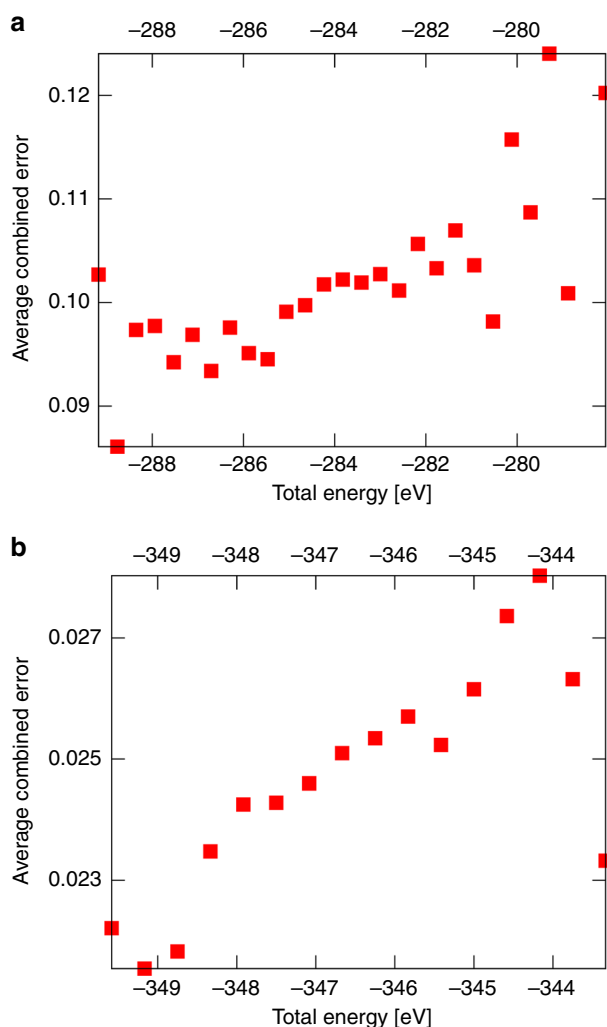 a
–288 –286 –284 –282 –280
0.12
0.11
0.10
0.09
Average combined error
–288 –286 –284 –282 –280
Total energy [eV]
b
–349 –348 –347 –346 –345 –344
0.027
0.025
0.023
Average combined error
–349 –348 –347 –346 –345 –344
Total energy [eV]